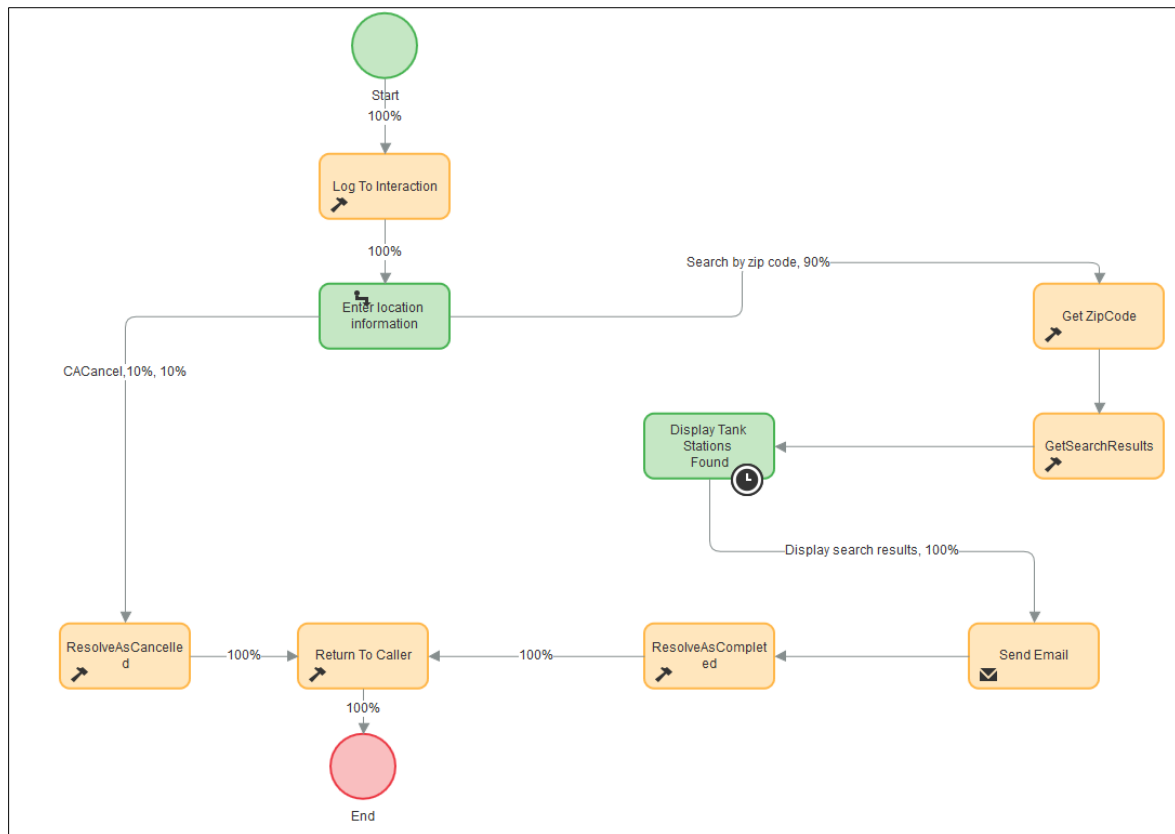 Start
100%
Log To Interaction
100%
Search by zip code, 90%
Enter location
information
Get ZipCode
CACancel,10%, 10%
Display Tank
Stations
Found
GetSearchResults
Display search results, 100%
ResolveAsCancelle
d
100%
Return To Caller
100%
ResolveAsComplet
ed
Send Email
100%
End